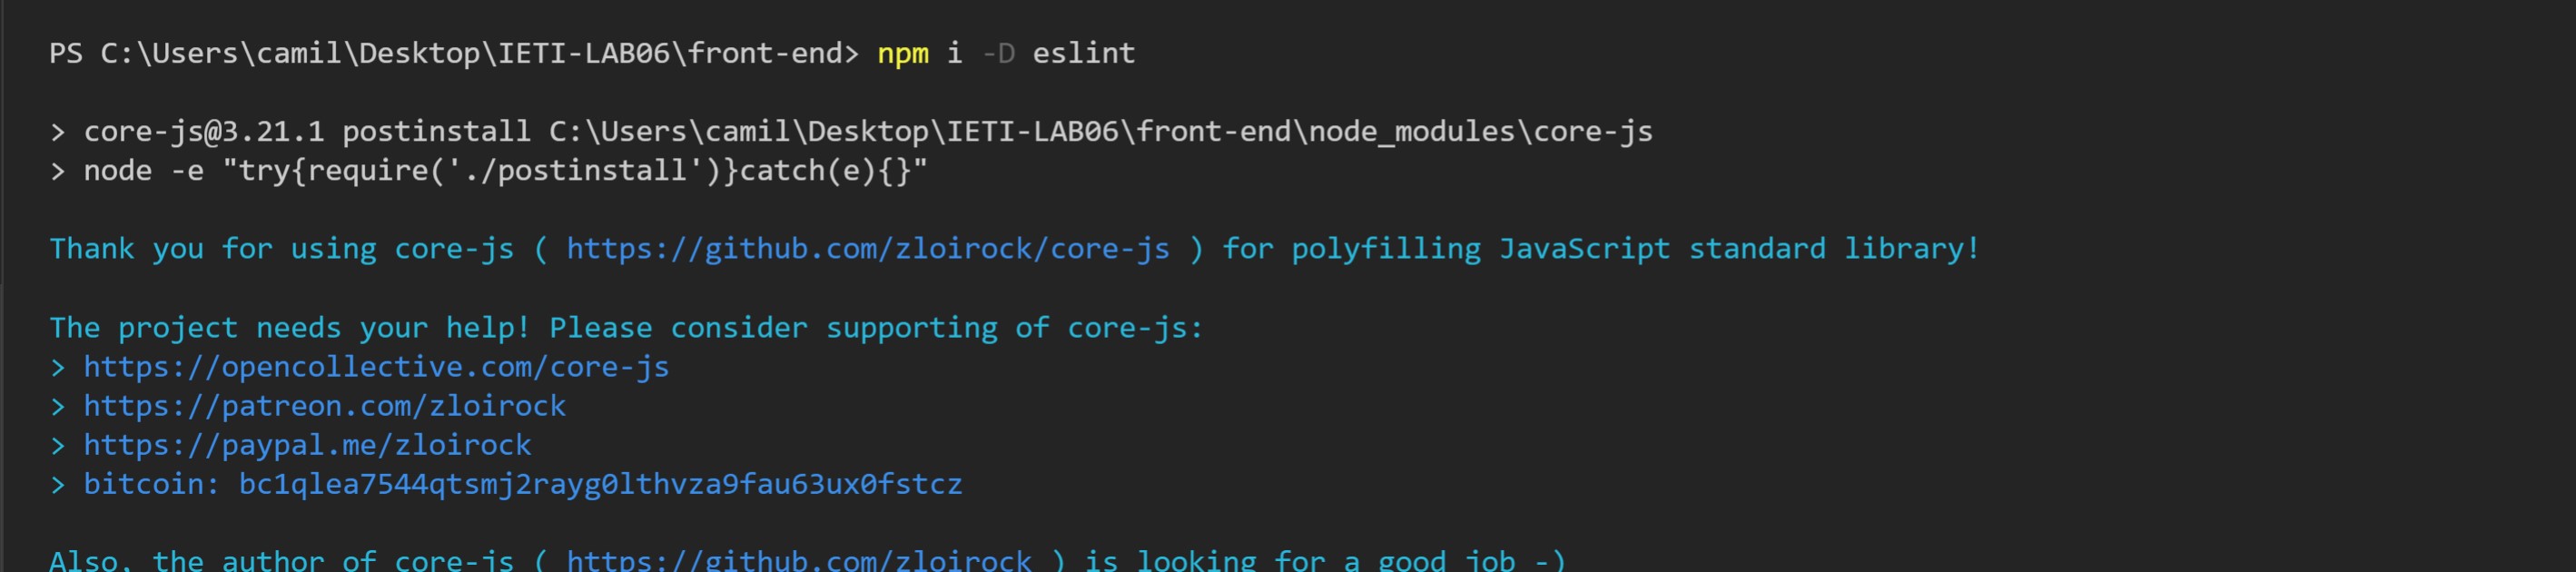 PS C:\Users\camil\Desktop\IETI-LAB06\front-end> npm i -D eslint
> core-js@3.21.1 postinstall C:\Users\camil\Desktop\IETI-LAB06\front-end\node_modules\core-js
> node -e "try{require('./postinstall')}catch(e){}"
Thank you for using core-js ( https://github.com/zloirock/core-js ) for polyfilling JavaScript standard library!
The project needs your help! Please consider supporting of core-js:
> https://opencollective.com/core-js
> https://patreon.com/zloirock
> https://paypal.me/zloirock
> bitcoin: bc1qlea7544qtsmj2rayg0lthvza9fau63ux0fstcz
Also, the author of core-js ( https://github.com/zloirock ) is looking for a good job -)